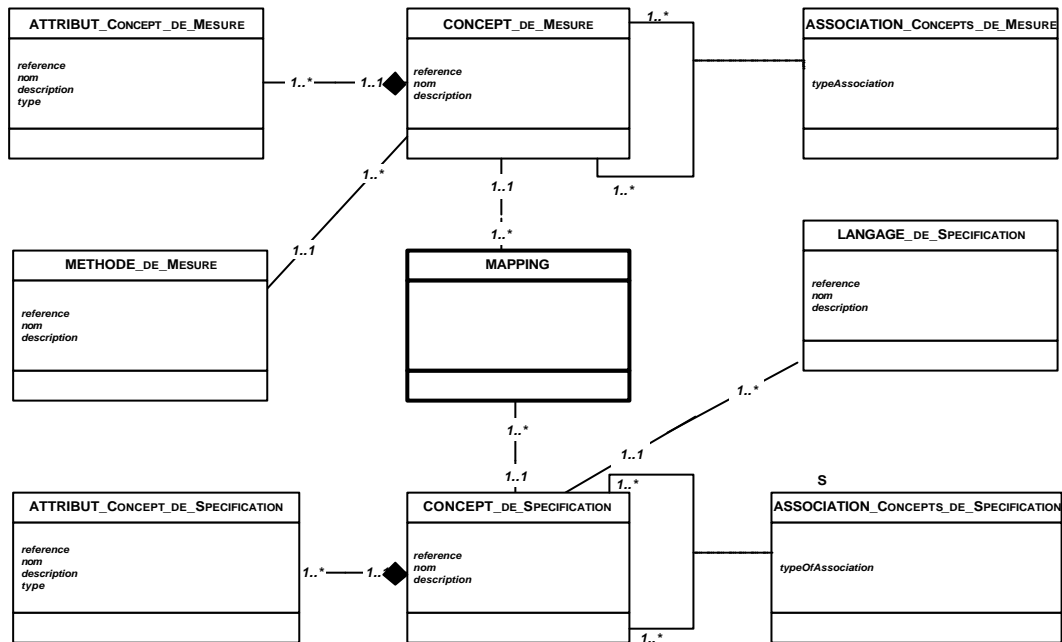 ATTRIBUT_CONCEPT_DE_MESURE
reference
nom
description
type
1..*
1..1
CONCEPT_DE_MESURE
reference
nom
description
1..*
1..*
ASSOCIATION_CONCEPTS_DE_MESURE
typeAssociation
1..*
1..1
1..1
1..*
METHODE_DE_MESURE
reference
nom
description
MAPPING
LANGAGE_DE_SPECIFICATION
reference
nom
description
1..*
1..1
1..*
1..1
ATTRIBUT_CONCEPT_DE_SPECIFICATION
reference
nom
description
type
1..*
1..1
CONCEPT_DE_SPECIFICATION
reference
nom
description
1..*
1..*
S
ASSOCIATION_CONCEPTS_DE_SPECIFICATION
typeOfAssociation